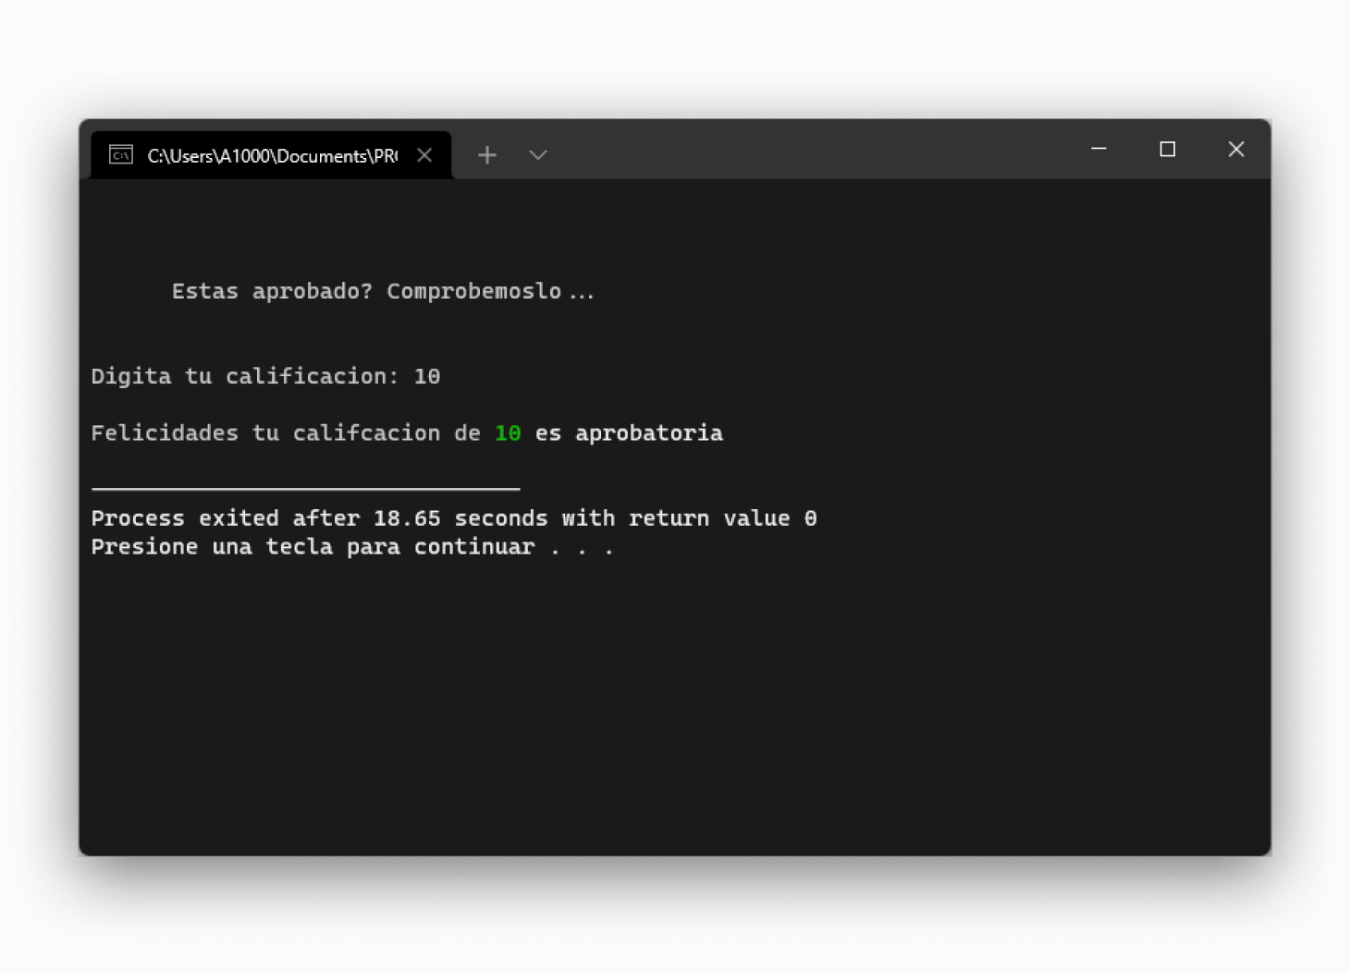 C:\Users\A1000\Documents\PR
Estas aprobado? Comprobemoslo...
Digita tu calificacion: 10
Felicidades tu califcacion de 10 es aprobatoria
Process exited after 18.65 seconds with return value 0
Presione una tecla para continuar . . .